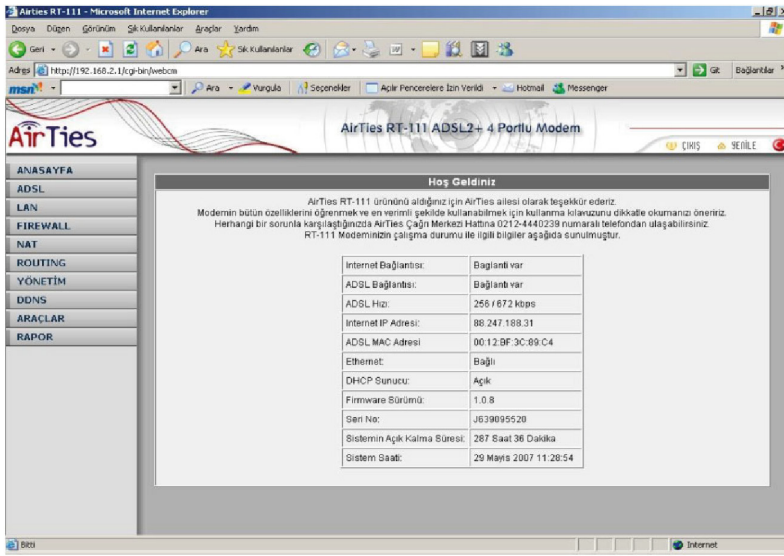 AirTies RT-111 - Microsoft Internet Explorer
Dosya Düzen Görünüm Sık Kullanılanlar Araçlar Yardım
Geri Ara Sık Kullanılanlar
Adres http://192.168.2.1/cgi-bin/webcm Git Bağlantılar
msn Ara Vurgula Seçenekler Açılır Pencerelere İzin Verildi Hotmail Messenger
AirTies
AirTies RT-111 ADSL2+ 4 Portlu Modem
ÇIKIŞ YENİLE
ANASAYFA
ADSL
LAN
FIREWALL
NAT
ROUTING
YÖNETİM
DDNS
ARAÇLAR
RAPOR
Hoş Geldiniz
AirTies RT-111 ürününü aldığınız için AirTies ailesi olarak teşekkür ederiz.
Modemin bütün özelliklerini öğrenmek ve en verimli şekilde kullanabilmek için kullanma kılavuzunu dikkatle okumanızı öneririz.
Herhangi bir sorunla karşılaştığınızda AirTies Çağrı Merkezi Hattına 0212-4440239 numaralı telefondan ulaşabilirsiniz.
RT-111 Modeminizin çalışma durumu ile ilgili bilgiler aşağıda sunulmuştur.
Internet Bağlantısı: Baglanti var
ADSL Bağlantısı: Bağlantı var
ADSL Hızı: 256 / 672 kbps
Internet IP Adresi: 88.247.188.31
ADSL MAC Adresi 00:12:BF:3C:89:C4
Ethernet: Bağlı
DHCP Sunucu: Açık
Firmware Sürümü: 1.0.8
Seri No: J639095520
Sistemin Açık Kalma Süresi: 287 Saat 36 Dakika
Sistem Saati: 29 Mayis 2007 11:28:54
Bitti Internet